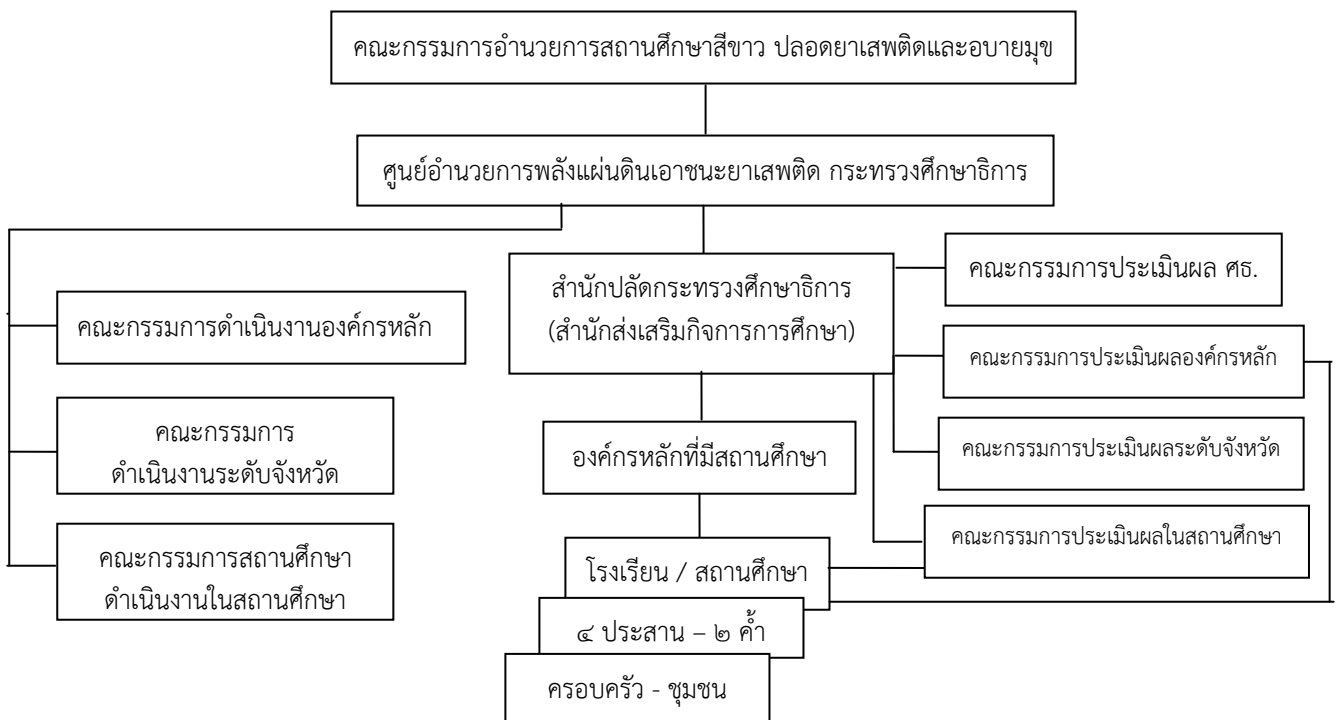 คณะกรรมการอำนวยการสถานศึกษาสีขาว ปลอดยาเสพติดและอบายมุข
ศูนย์อำนวยการพลังแผ่นดินเอาชนะยาเสพติด กระทรวงศึกษาธิการ
สำนักปลัดกระทรวงศึกษาธิการ
(สำนักส่งเสริมกิจการการศึกษา)
คณะกรรมการประเมินผล ศธ.
คณะกรรมการดำเนินงานองค์กรหลัก
คณะกรรมการประเมินผลองค์กรหลัก
คณะกรรมการ
ดำเนินงานระดับจังหวัด
องค์กรหลักที่มีสถานศึกษา
คณะกรรมการประเมินผลระดับจังหวัด
คณะกรรมการสถานศึกษา
ดำเนินงานในสถานศึกษา
คณะกรรมการประเมินผลในสถานศึกษา
โรงเรียน / สถานศึกษา
๔ ประสาน – ๒ ค้ำ
ครอบครัว - ชุมชน